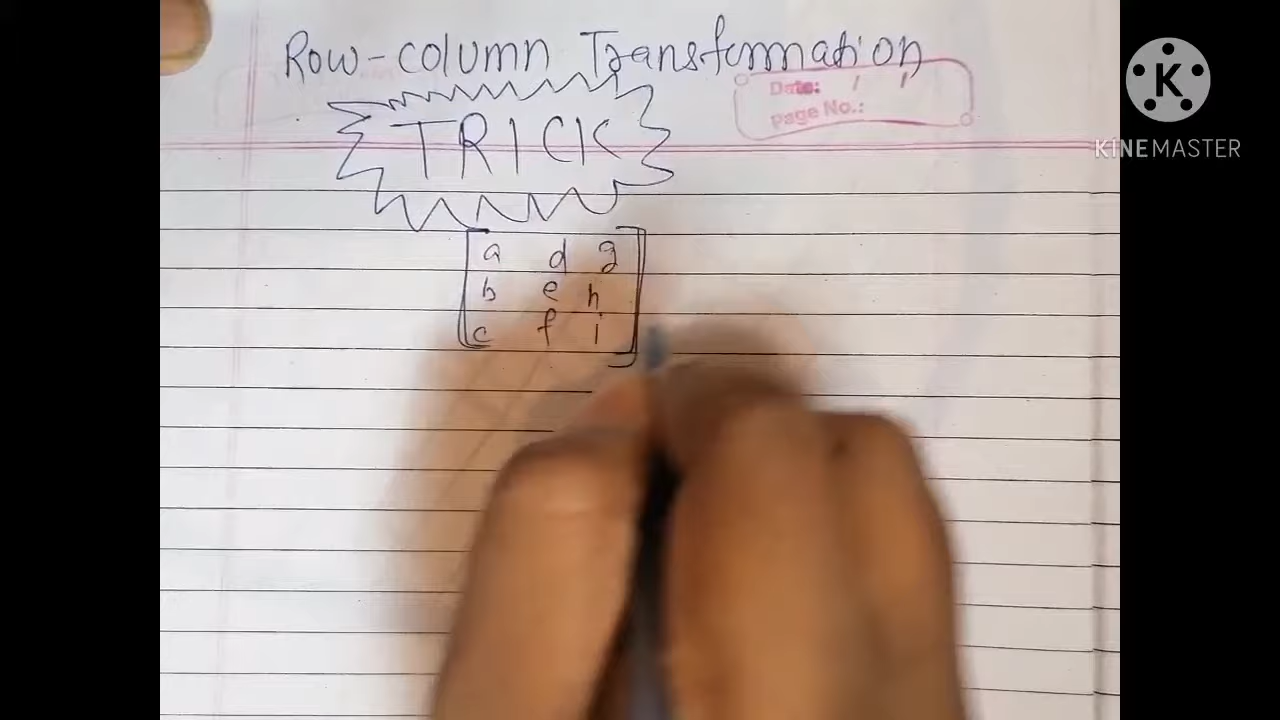 Row-column Transformation
Date: / /
Page No.:
TRICK
a d g
b e h
c f i
K
KINEMASTER